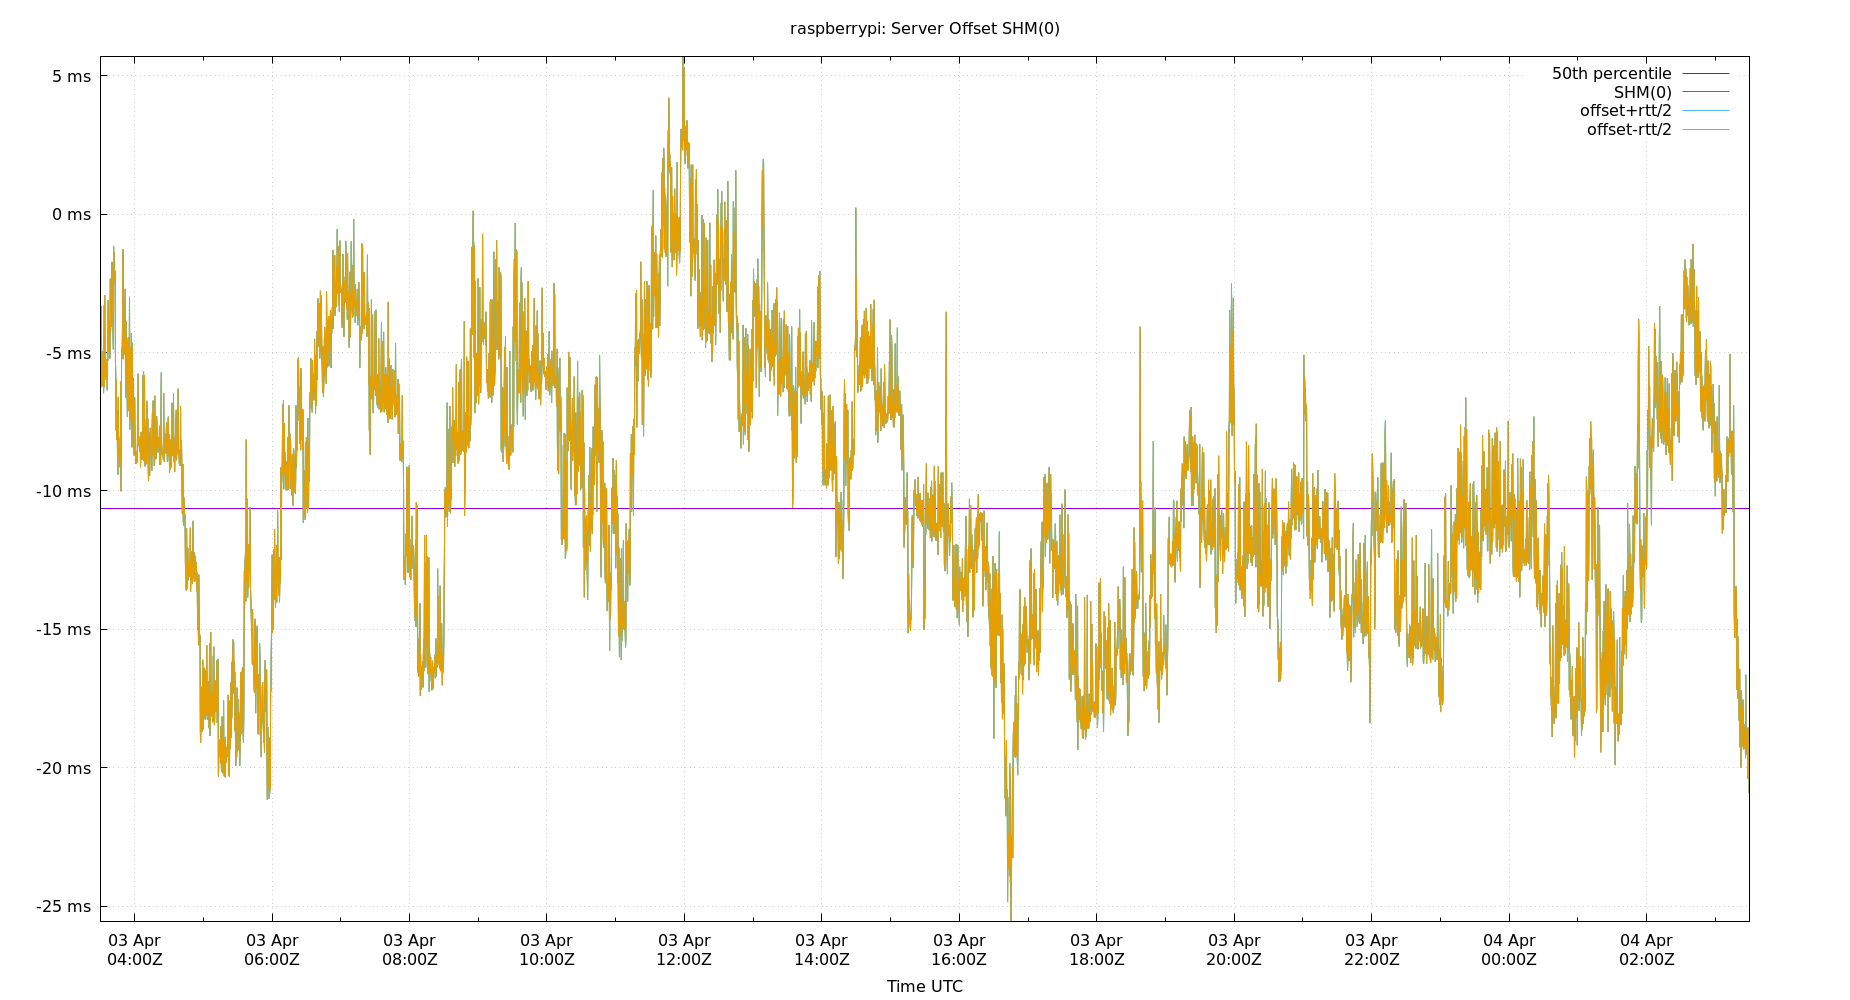 raspberrypi: Server Offset SHM(0)
50th percentile
SHM(0)
offset+rtt/2
offset-rtt/2
5 ms
0 ms
-5 ms
-10 ms
-15 ms
-20 ms
-25 ms
03 Apr 03 Apr 03 Apr 03 Apr 03 Apr 03 Apr 03 Apr 03 Apr 03 Apr 03 Apr 04 Apr 04 Apr
04:00Z 06:00Z 08:00Z 10:00Z 12:00Z 14:00Z 16:00Z 18:00Z 20:00Z 22:00Z 00:00Z 02:00Z
Time UTC